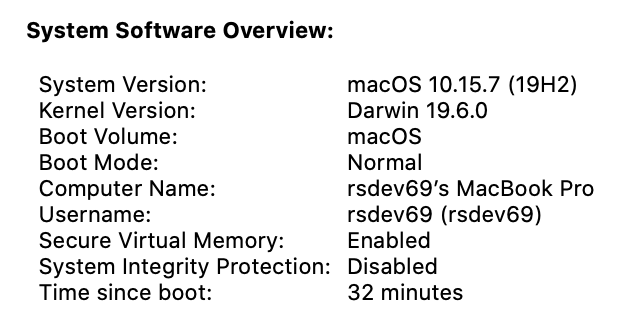 System Software Overview:
System Version: macOS 10.15.7 (19H2)
Kernel Version: Darwin 19.6.0
Boot Volume: macOS
Boot Mode: Normal
Computer Name: rsdev69’s MacBook Pro
Username: rsdev69 (rsdev69)
Secure Virtual Memory: Enabled
System Integrity Protection: Disabled
Time since boot: 32 minutes